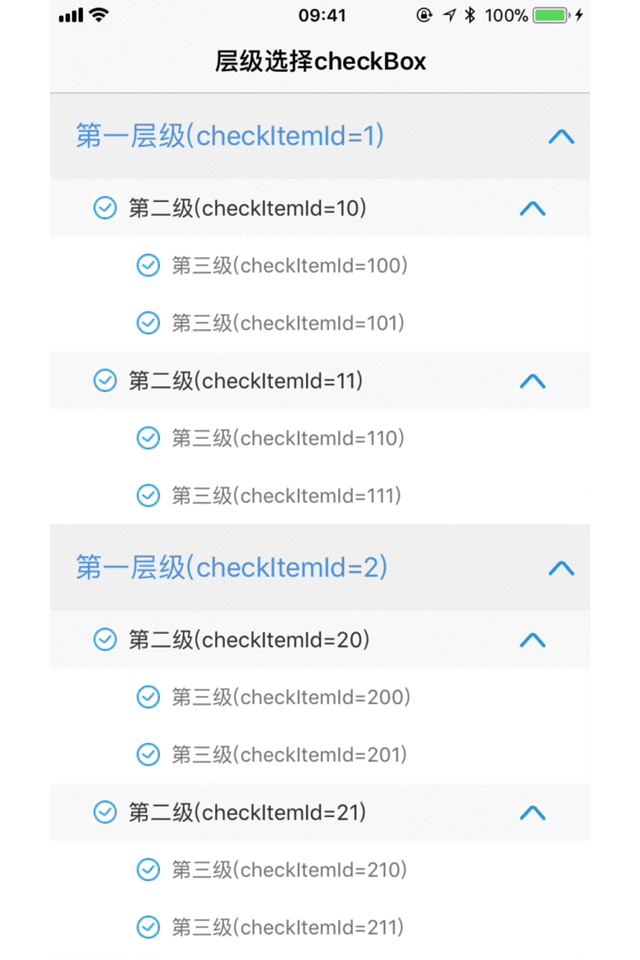 09:41 100%
层级选择checkBox
第一层级(checkItemId=1)
第二级(checkItemId=10)
第三级(checkItemId=100)
第三级(checkItemId=101)
第二级(checkItemId=11)
第三级(checkItemId=110)
第三级(checkItemId=111)
第一层级(checkItemId=2)
第二级(checkItemId=20)
第三级(checkItemId=200)
第三级(checkItemId=201)
第二级(checkItemId=21)
第三级(checkItemId=210)
第三级(checkItemId=211)